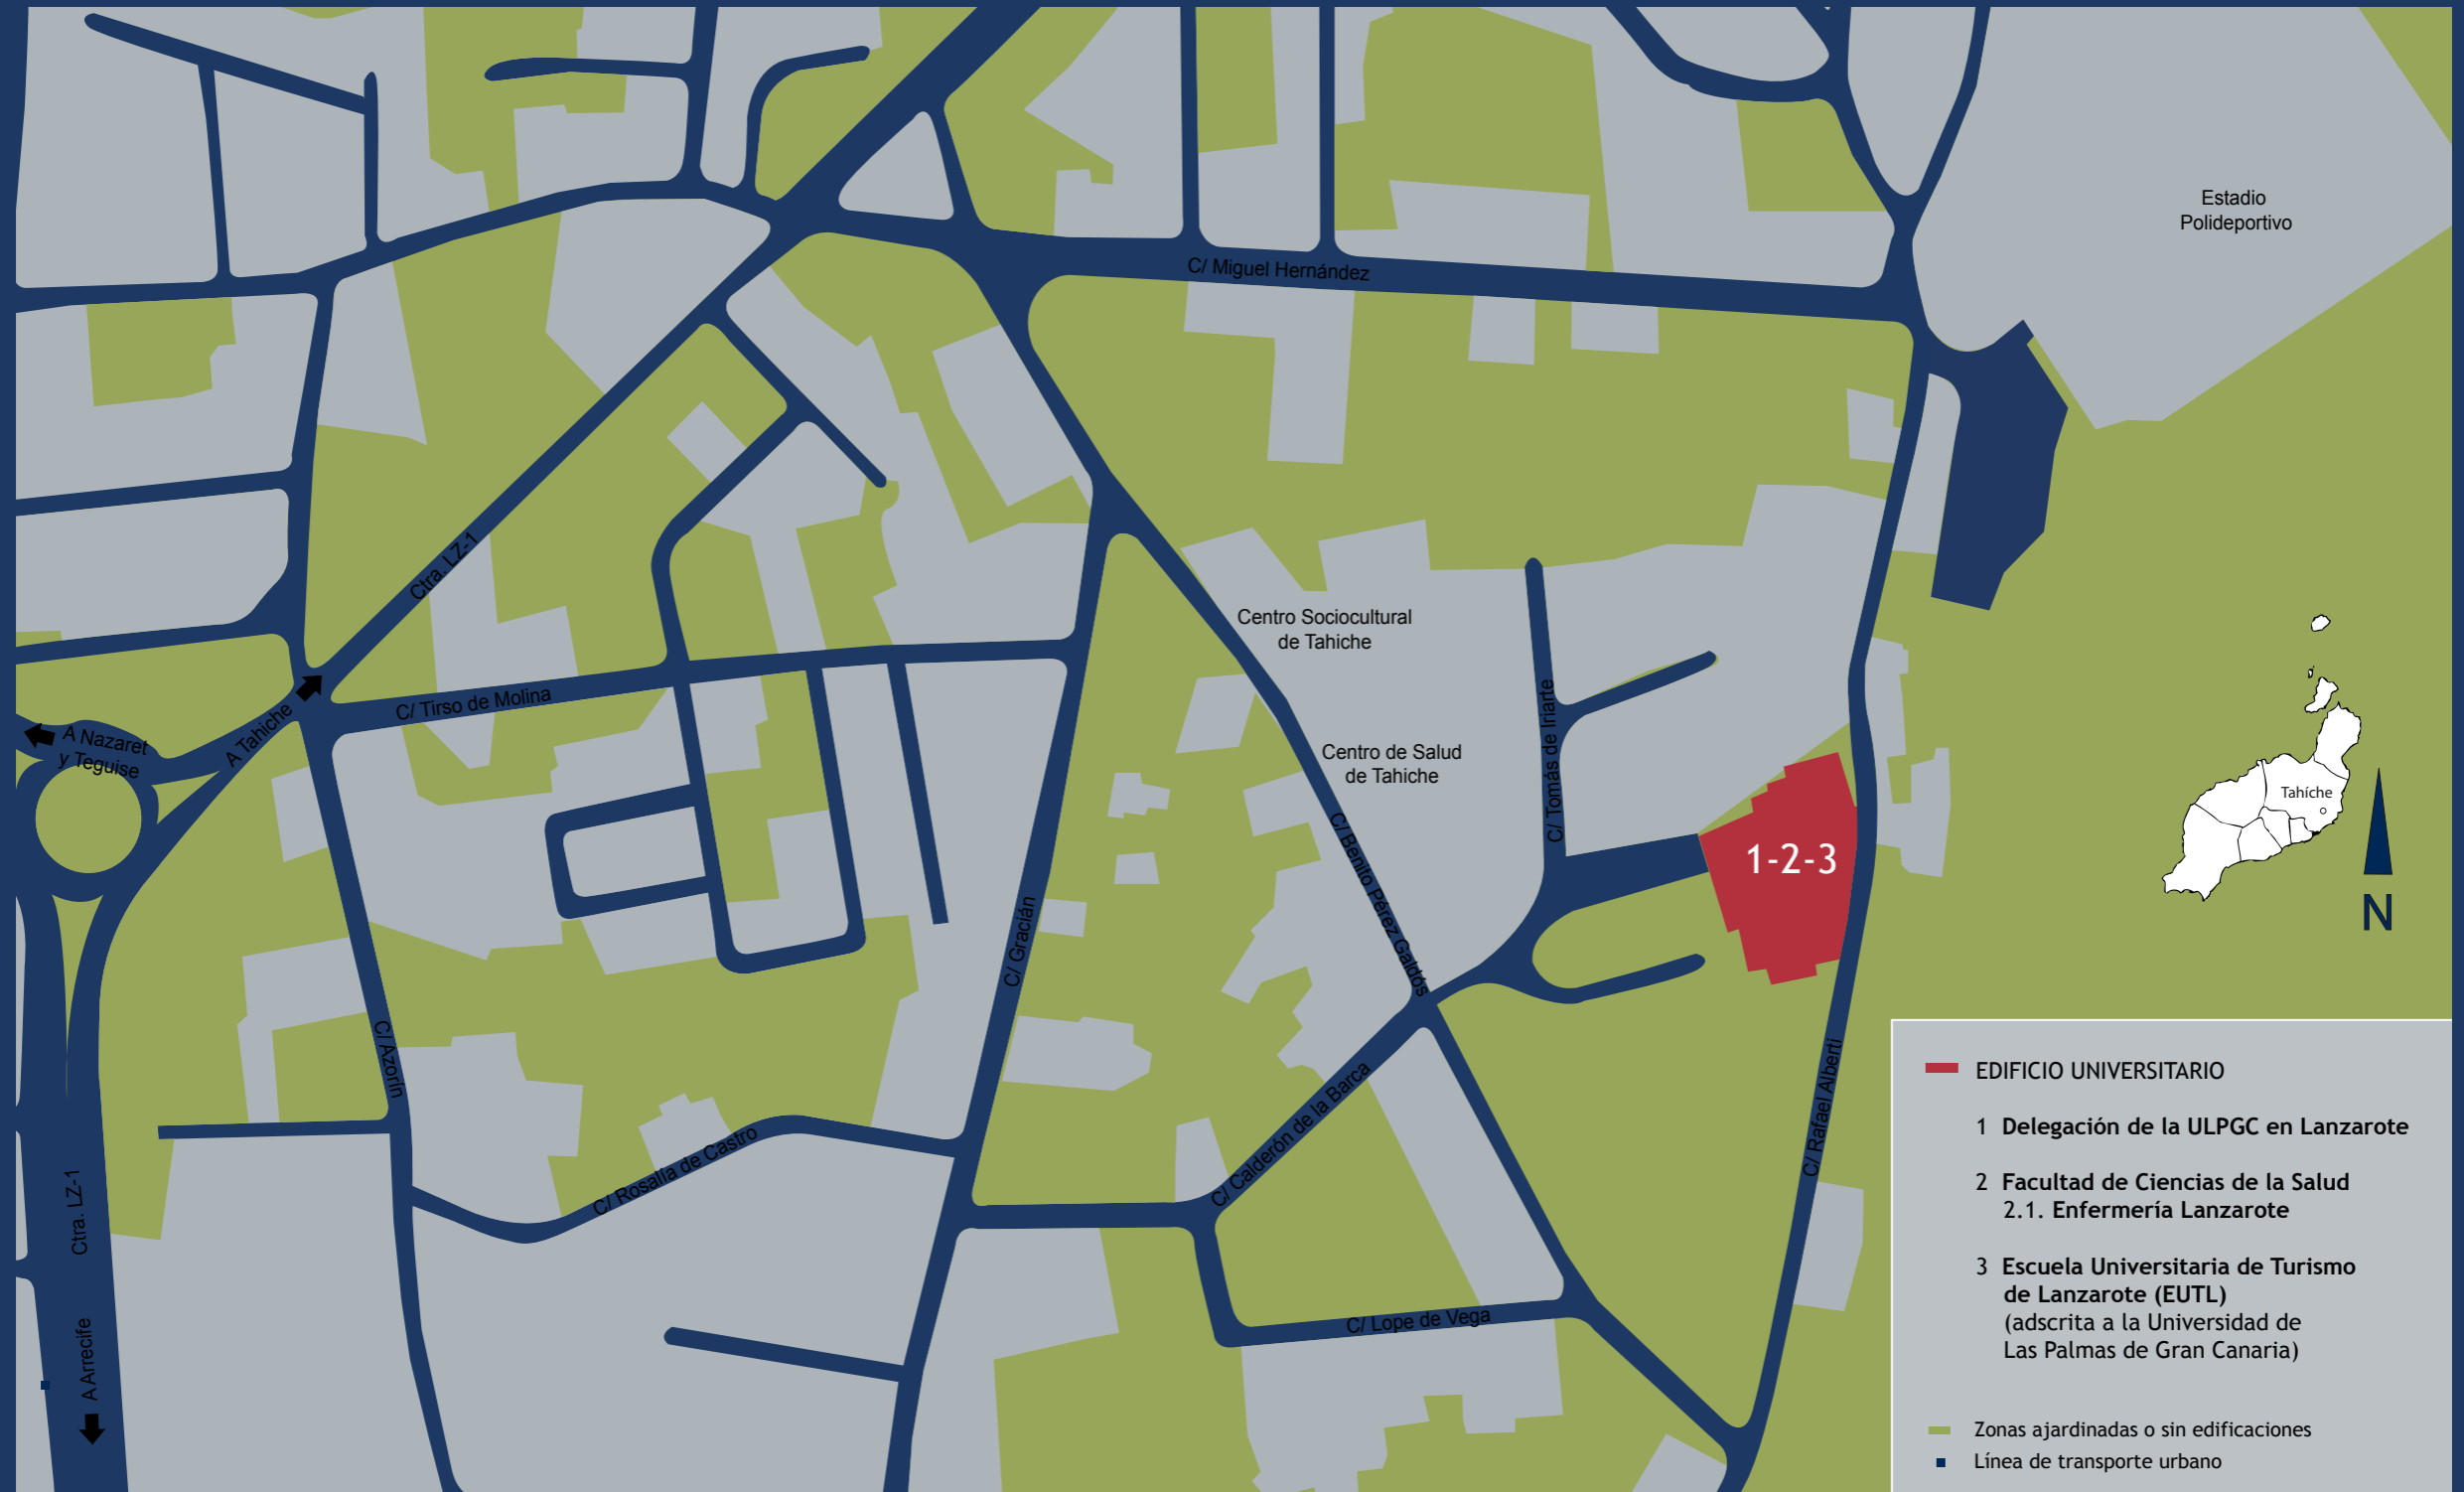 Estadio
Polideportivo
C/ Miguel Hernández
Ctra. LZ-1
Centro Sociocultural
de Tahiche
C/ Tirso de Molina
A Tahiche
A Nazaret
y Teguise
Centro de Salud
de Tahiche
C/ Tomás de Iriarte
Tahíche
1-2-3
C/ Benito Pérez Galdós
C/ Gracián
N
C/ Azorín
C/ Rosalía de Castro
C/ Calderón de la Barca
C/ Rafael Alberti
Ctra. LZ-1
A Arrecife
C/ Lope de Vega
EDIFICIO UNIVERSITARIO
1 Delegación de la ULPGC en Lanzarote
2 Facultad de Ciencias de la Salud
2.1. Enfermería Lanzarote
3 Escuela Universitaria de Turismo
de Lanzarote (EUTL)
(adscrita a la Universidad de
Las Palmas de Gran Canaria)
Zonas ajardinadas o sin edificaciones
Línea de transporte urbano